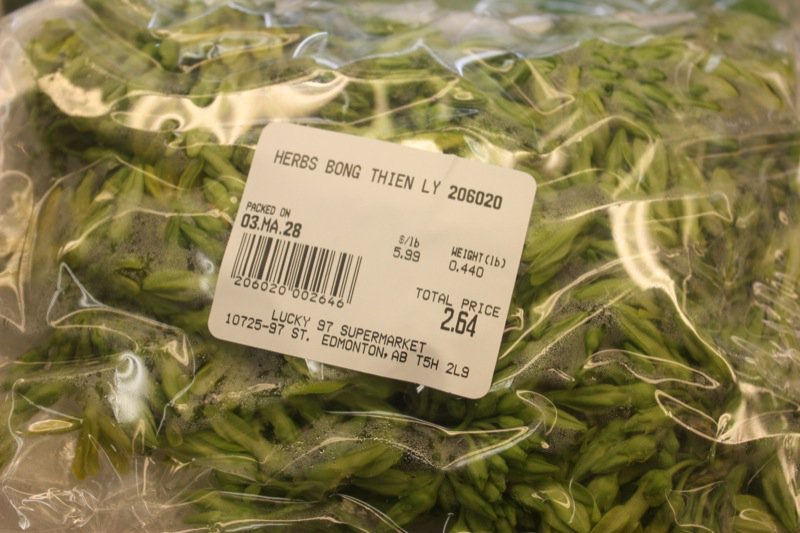 HERBS BONG THIEN LY 206020
PACKED ON
03.MA.28
$/lb
5.99
WEIGHT(lb)
0.440
206020 002646
TOTAL PRICE
2.64
LUCKY 97 SUPERMARKET
10725-97 ST. EDMONTON,AB T5H 2L9